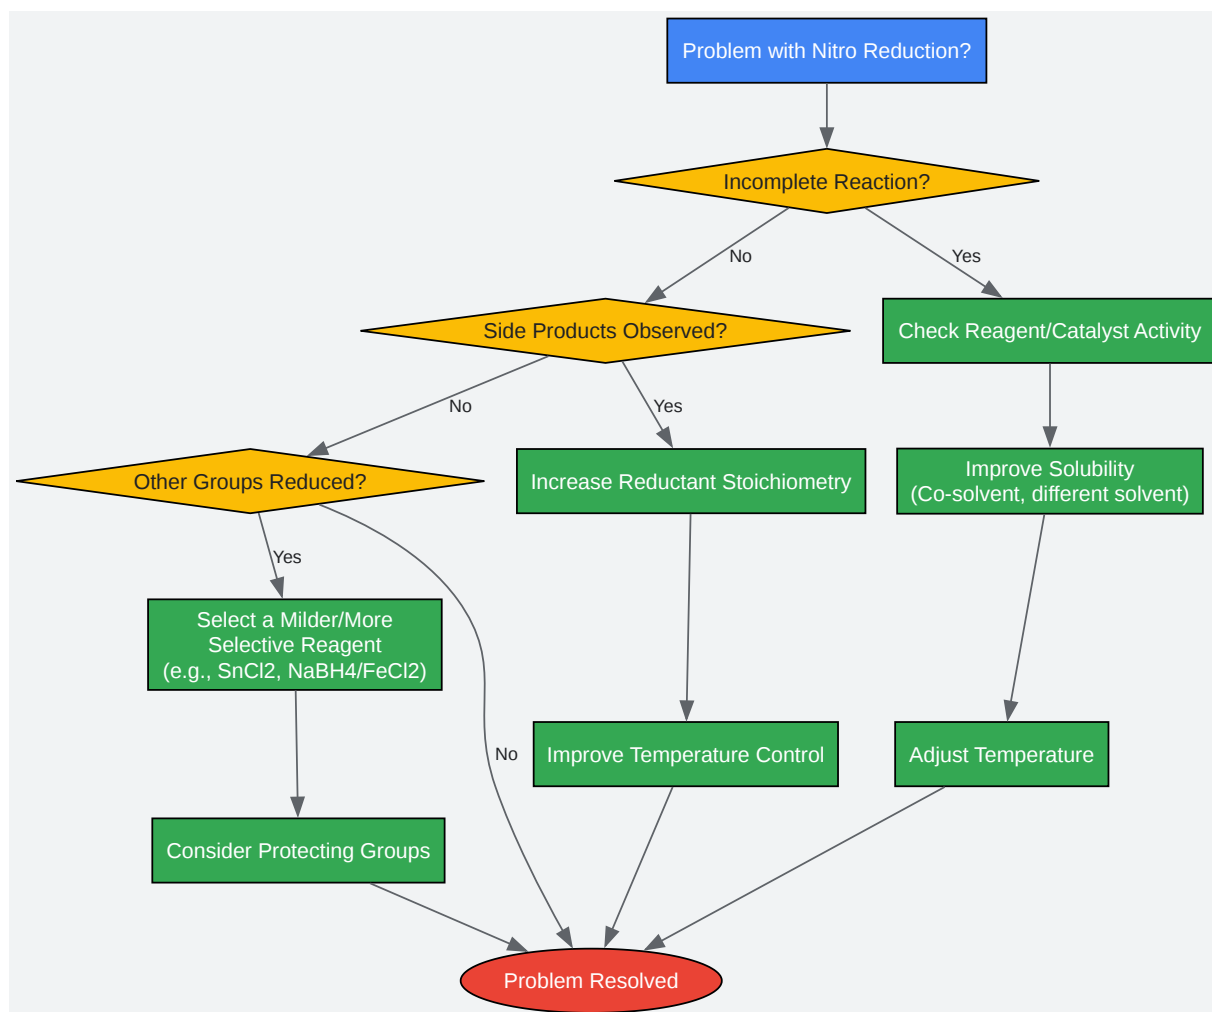 Problem with Nitro Reduction?
Incomplete Reaction?
No
Yes
Side Products Observed?
Check Reagent/Catalyst Activity
No
Yes
Other Groups Reduced?
Increase Reductant Stoichiometry
Improve Solubility
(Co-solvent, different solvent)
Yes
Select a Milder/More
Selective Reagent
(e.g., SnCl2, NaBH4/FeCl2)
No
Improve Temperature Control
Adjust Temperature
Consider Protecting Groups
Problem Resolved